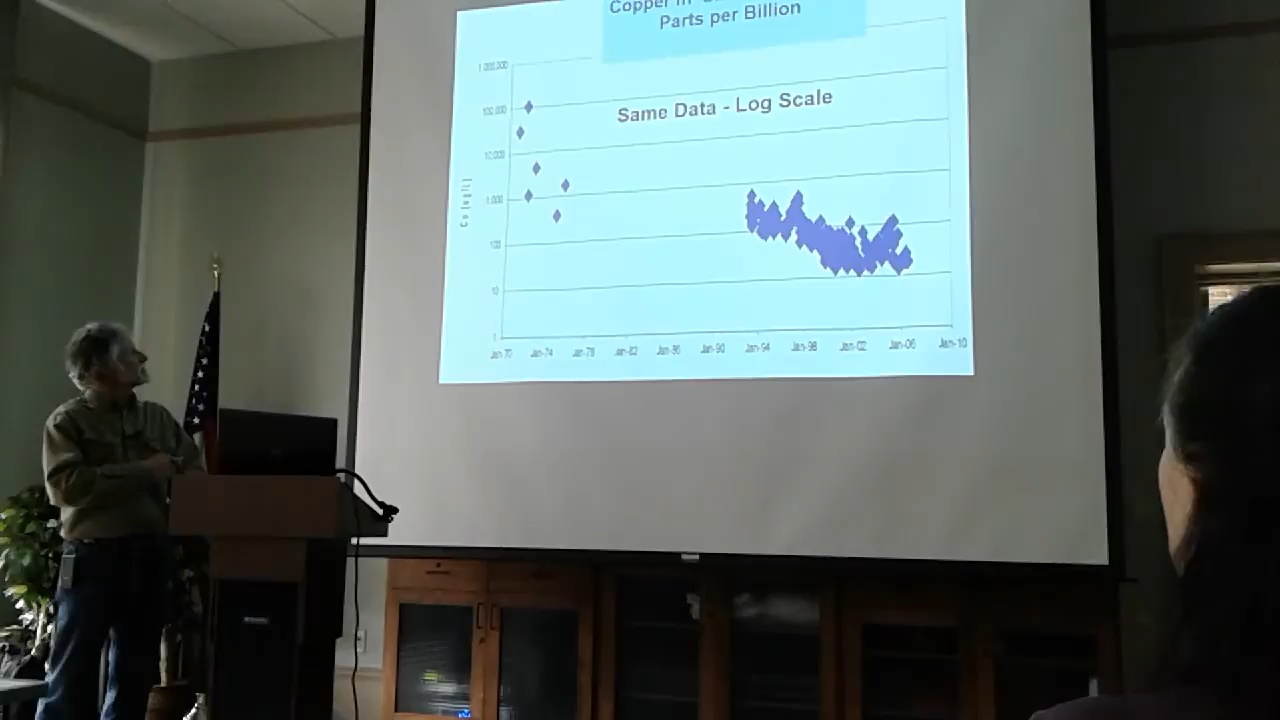 Copper in
Parts per Billion
Same Data - Log Scale
1,000,000
100,000
10,000
1,000
100
10
1
Jan-70 Jan-74 Jan-78 Jan-82 Jan-86 Jan-90 Jan-94 Jan-98 Jan-02 Jan-06 Jan-10